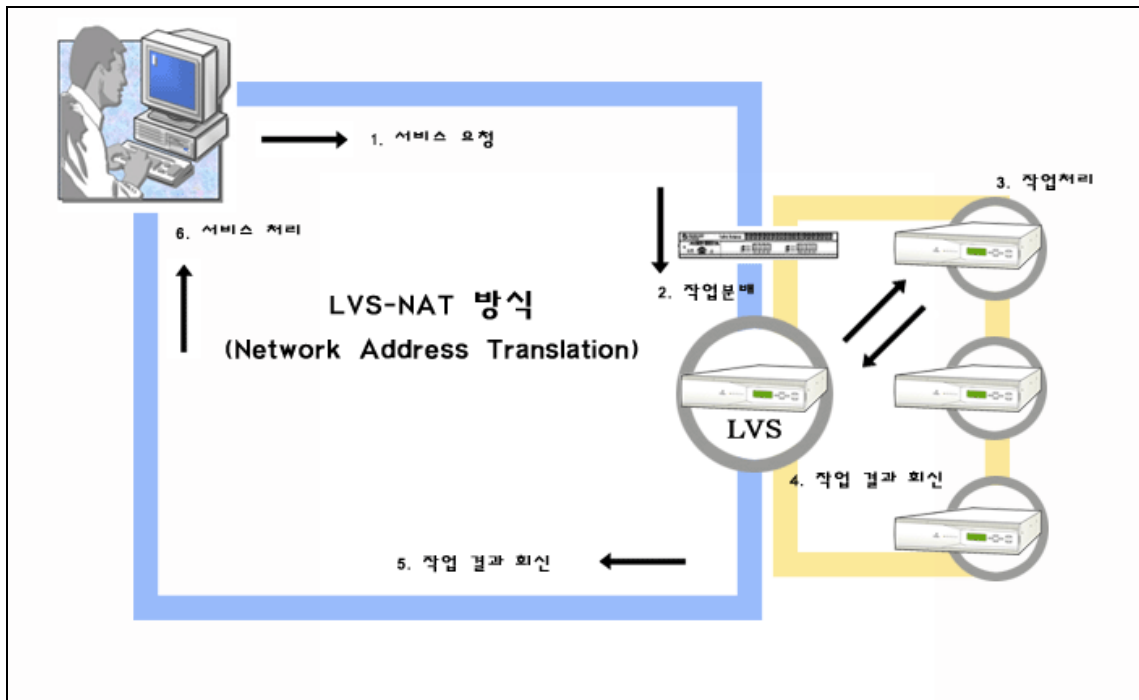 1. 서비스 요청
3. 작업처리
6. 서비스 처리
2. 작업분배
LVS-NAT 방식
(Network Address Translation)
LVS
4. 작업 결과 회신
5. 작업 결과 회신